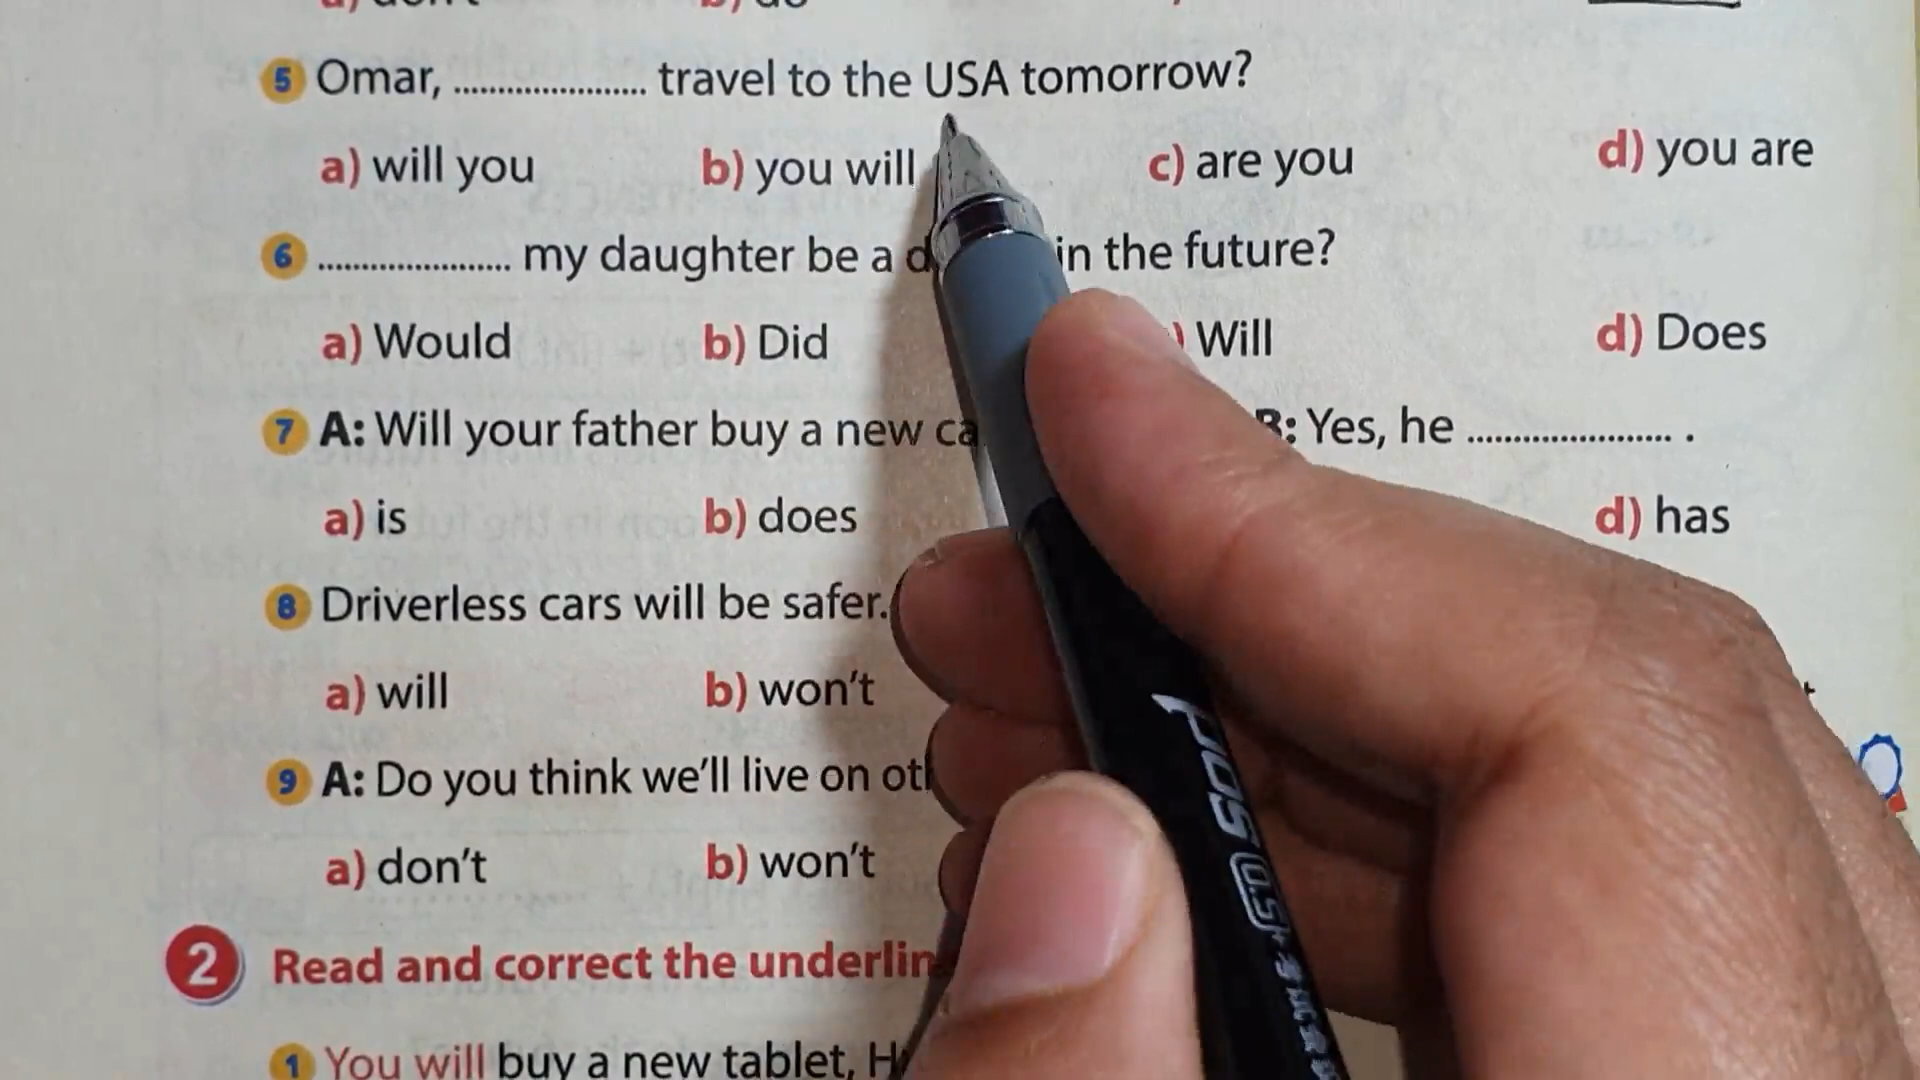 5 Omar, ...................... travel to the USA tomorrow?
a) will you b) you will c) are you d) you are
6 ...................... my daughter be a in the future?
a) Would b) Did Will d) Does
7 A: Will your father buy a new B: Yes, he ........................ .
a) is b) does d) has
8 Driverless cars will be safer.
a) will b) won't
9 A: Do you think we'll live on
a) don't b) won't
2 Read and correct the
1 You will buy a new tablet,